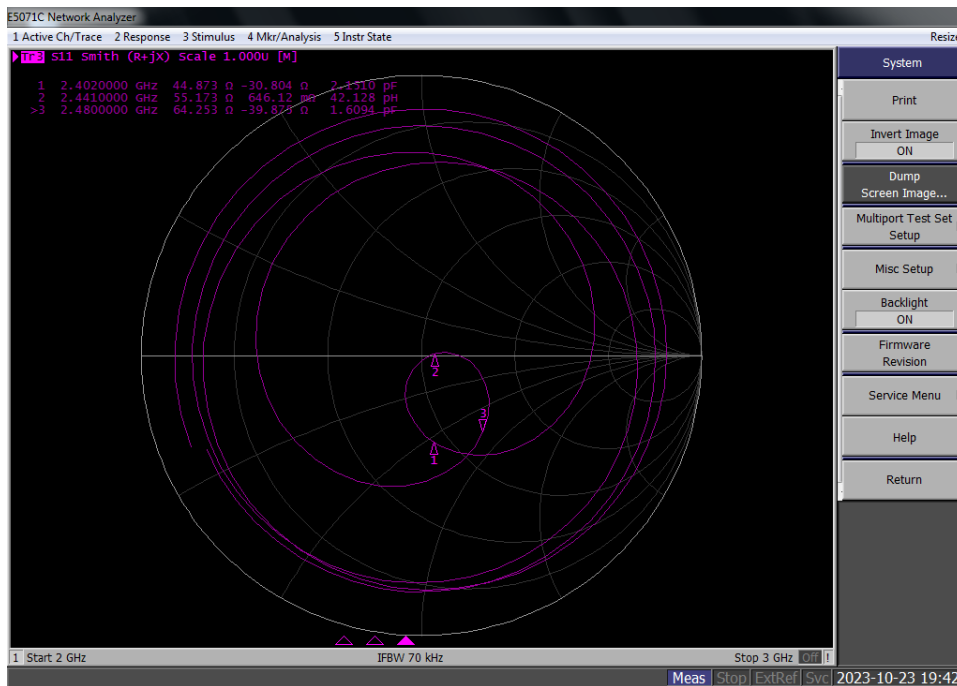 E5071C Network Analyzer
1 Active Ch/Trace 2 Response 3 Stimulus 4 Mkr/Analysis 5 Instr State Resize
Tr3 S11 Smith (R+jX) Scale 1.000U [M]
1 2.4020000 GHz 44.873 Ω -30.804 Ω 2.1510 pF
2 2.4410000 GHz 55.173 Ω 646.12 mΩ 42.128 pH
>3 2.4800000 GHz 64.253 Ω -39.875 Ω 1.6094 pF
2
3
1
System
Print
Invert Image
ON
Dump
Screen Image...
Multiport Test Set
Setup
Misc Setup
Backlight
ON
Firmware
Revision
Service Menu
Help
Return
1 Start 2 GHz IFBW 70 kHz Stop 3 GHz Off !
Meas Stop ExtRef Svc 2023-10-23 19:42